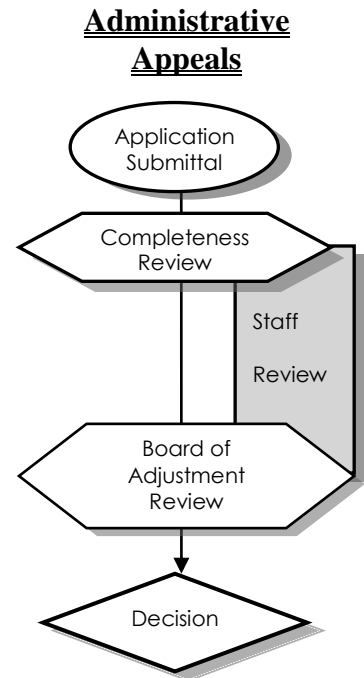 Administrative
Appeals
Application
Submittal
Completeness
Review
Staff
Review
Board of
Adjustment
Review
Decision